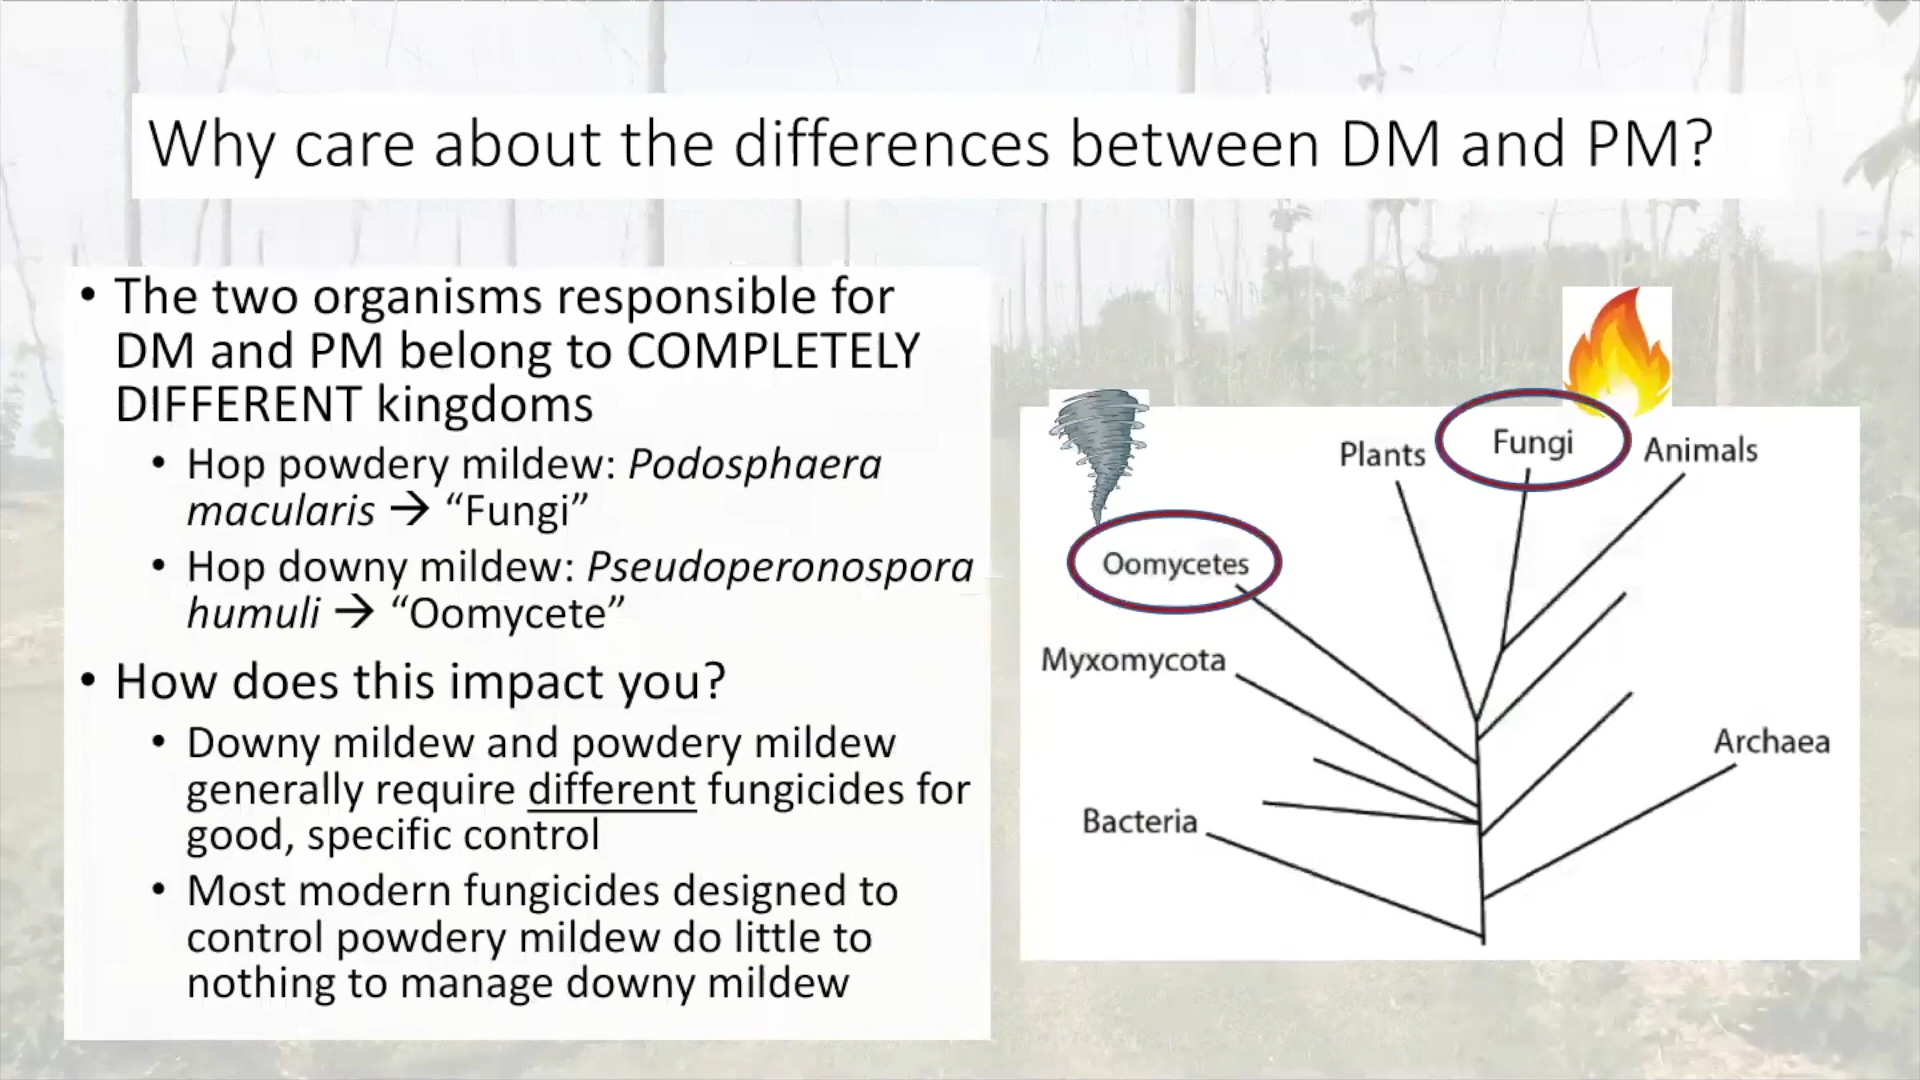 Why care about the differences between DM and PM?
• The two organisms responsible for
DM and PM belong to COMPLETELY
DIFFERENT kingdoms
• Hop powdery mildew: Podosphaera
macularis → “Fungi”
• Hop downy mildew: Pseudoperonospora
humuli → “Oomycete”
• How does this impact you?
• Downy mildew and powdery mildew
generally require different fungicides for
good, specific control
• Most modern fungicides designed to
control powdery mildew do little to
nothing to manage downy mildew
Plants
Fungi
Animals
Oomycetes
Myxomycota
Archaea
Bacteria